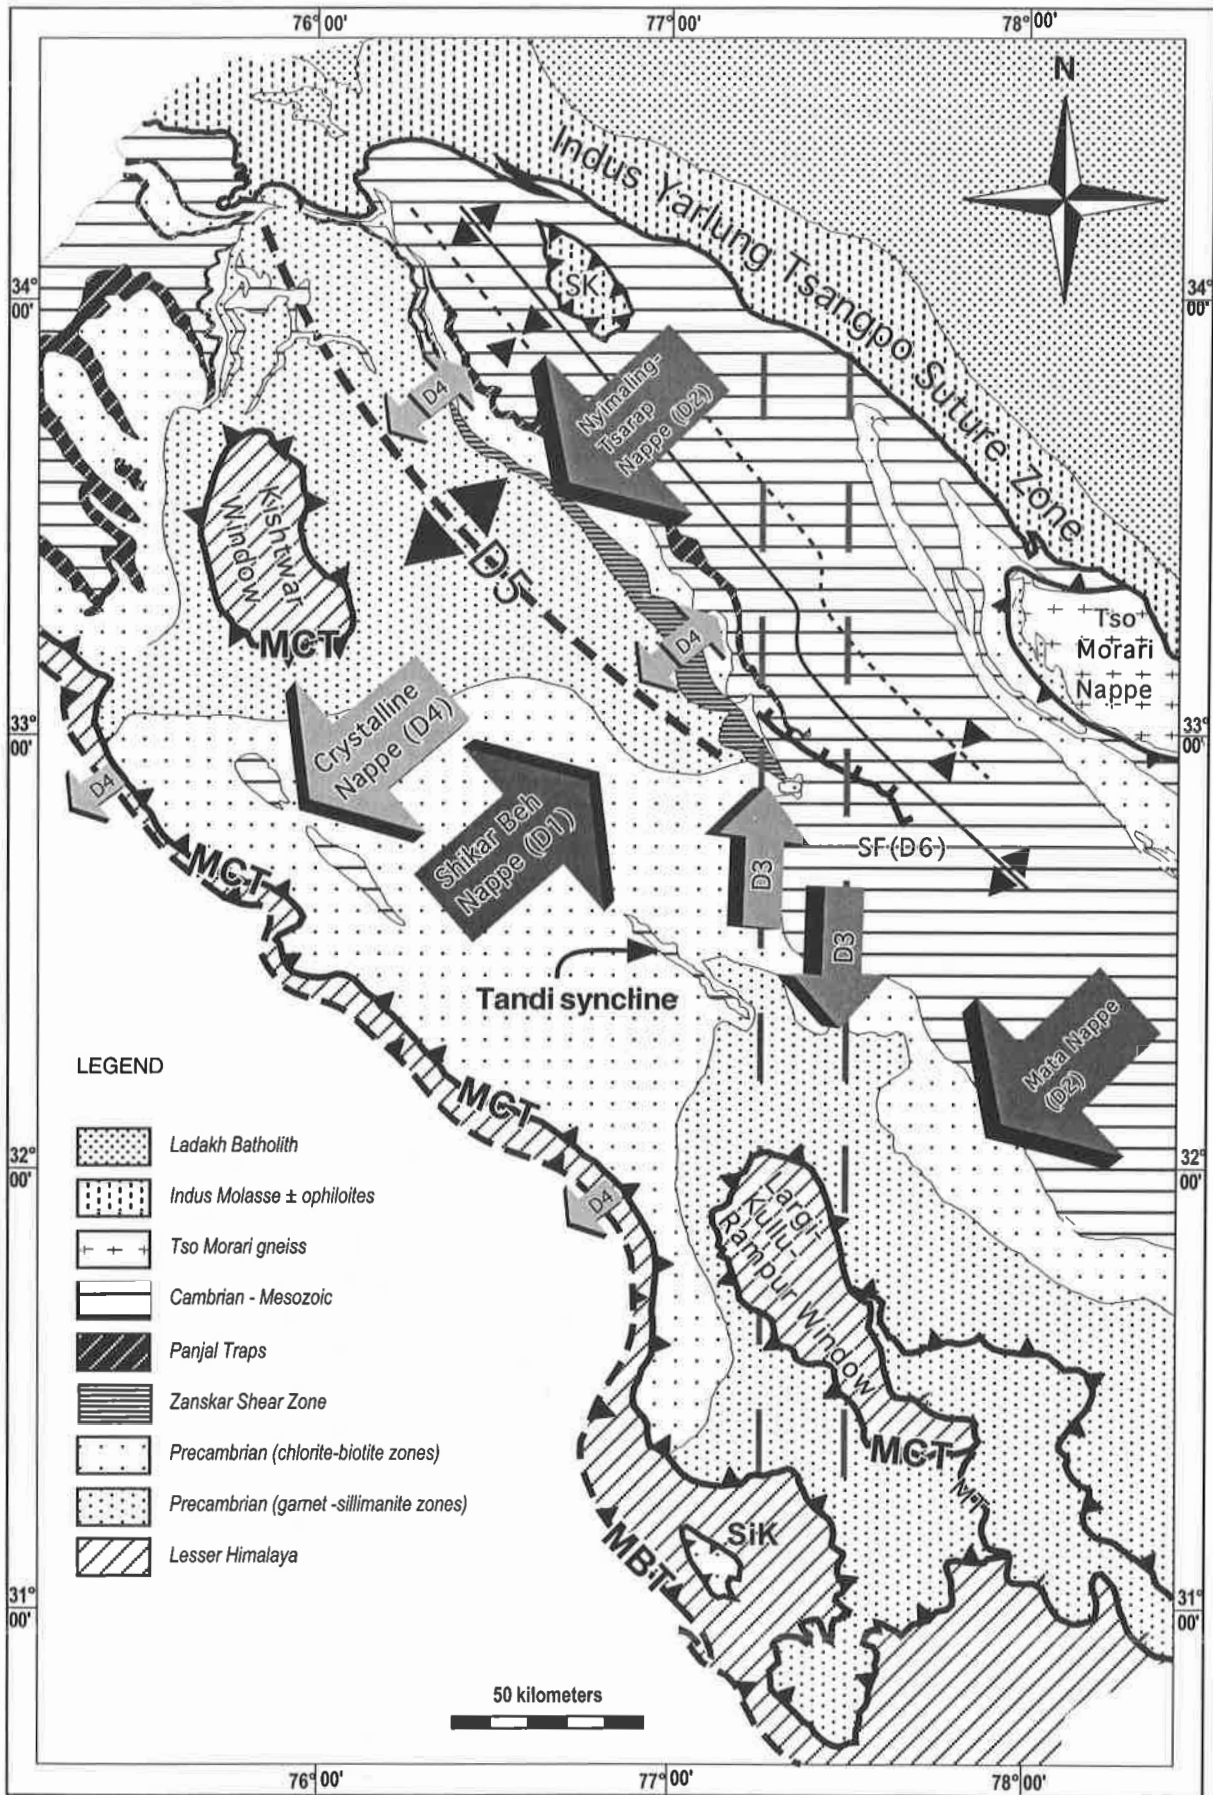 76° 00'
77° 00'
78° 00'
N
Indus Yarlung Tsangpo Suture Zone
34°
00'
34°
00'
SK
D4
Nyimaling-
Tsarap
Nappe (D2)
Kishtwar
Window
MCT
D5
D4
Tso
Morari
Nappe
33°
00'
33°
00'
Crystalline
Nappe (D4)
D4
Shikar Beh
Nappe (D1)
SF(D6)
MCT
D3
D3
Tandi syncline
Mata Nappe
(D2)
MCT
32°
00'
32°
00'
D4
Largi-
Kullu-
Rampur Window
MCT
MT
SiK
MBT
31°
00'
31°
00'
LEGEND
Ladakh Batholith
Indus Molasse ± ophiloites
Tso Morari gneiss
Cambrian - Mesozoic
Panjal Traps
Zanskar Shear Zone
Precambrian (chlorite-biotite zones)
Precambrian (garnet -sillimanite zones)
Lesser Himalaya
50 kilometers
76° 00'
77° 00'
78° 00'